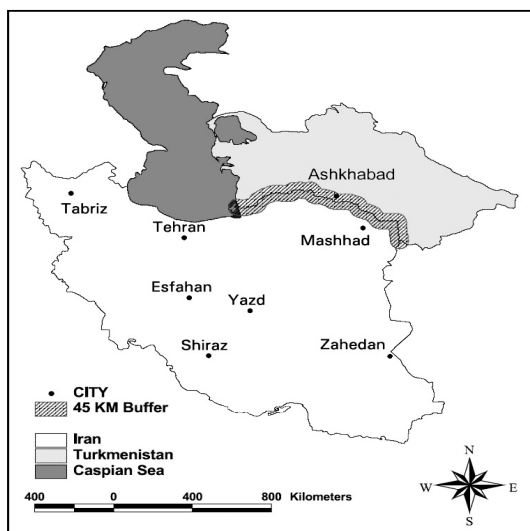 Ashkhabad
Tabriz
Tehran
Mashhad
Esfahan
Yazd
Shiraz
Zahedan
CITY
45 KM Buffer
Iran
Turkmenistan
Caspian Sea
400 0 400 800 Kilometers
N
W E
S